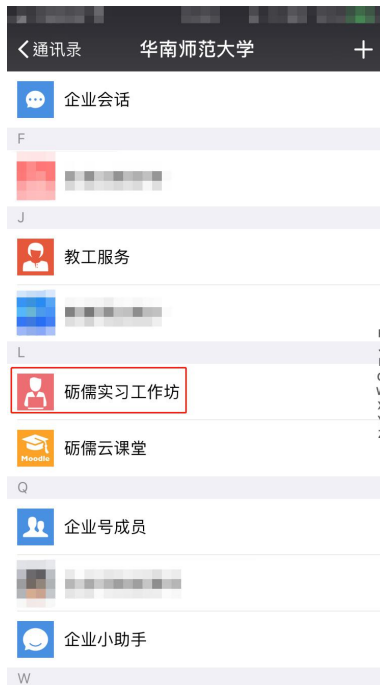 通讯录
华南师范大学
企业会话
F
J
教工服务
L
砺儒实习工作坊
Moodle
砺儒云课堂
Q
企业号成员
企业小助手
W